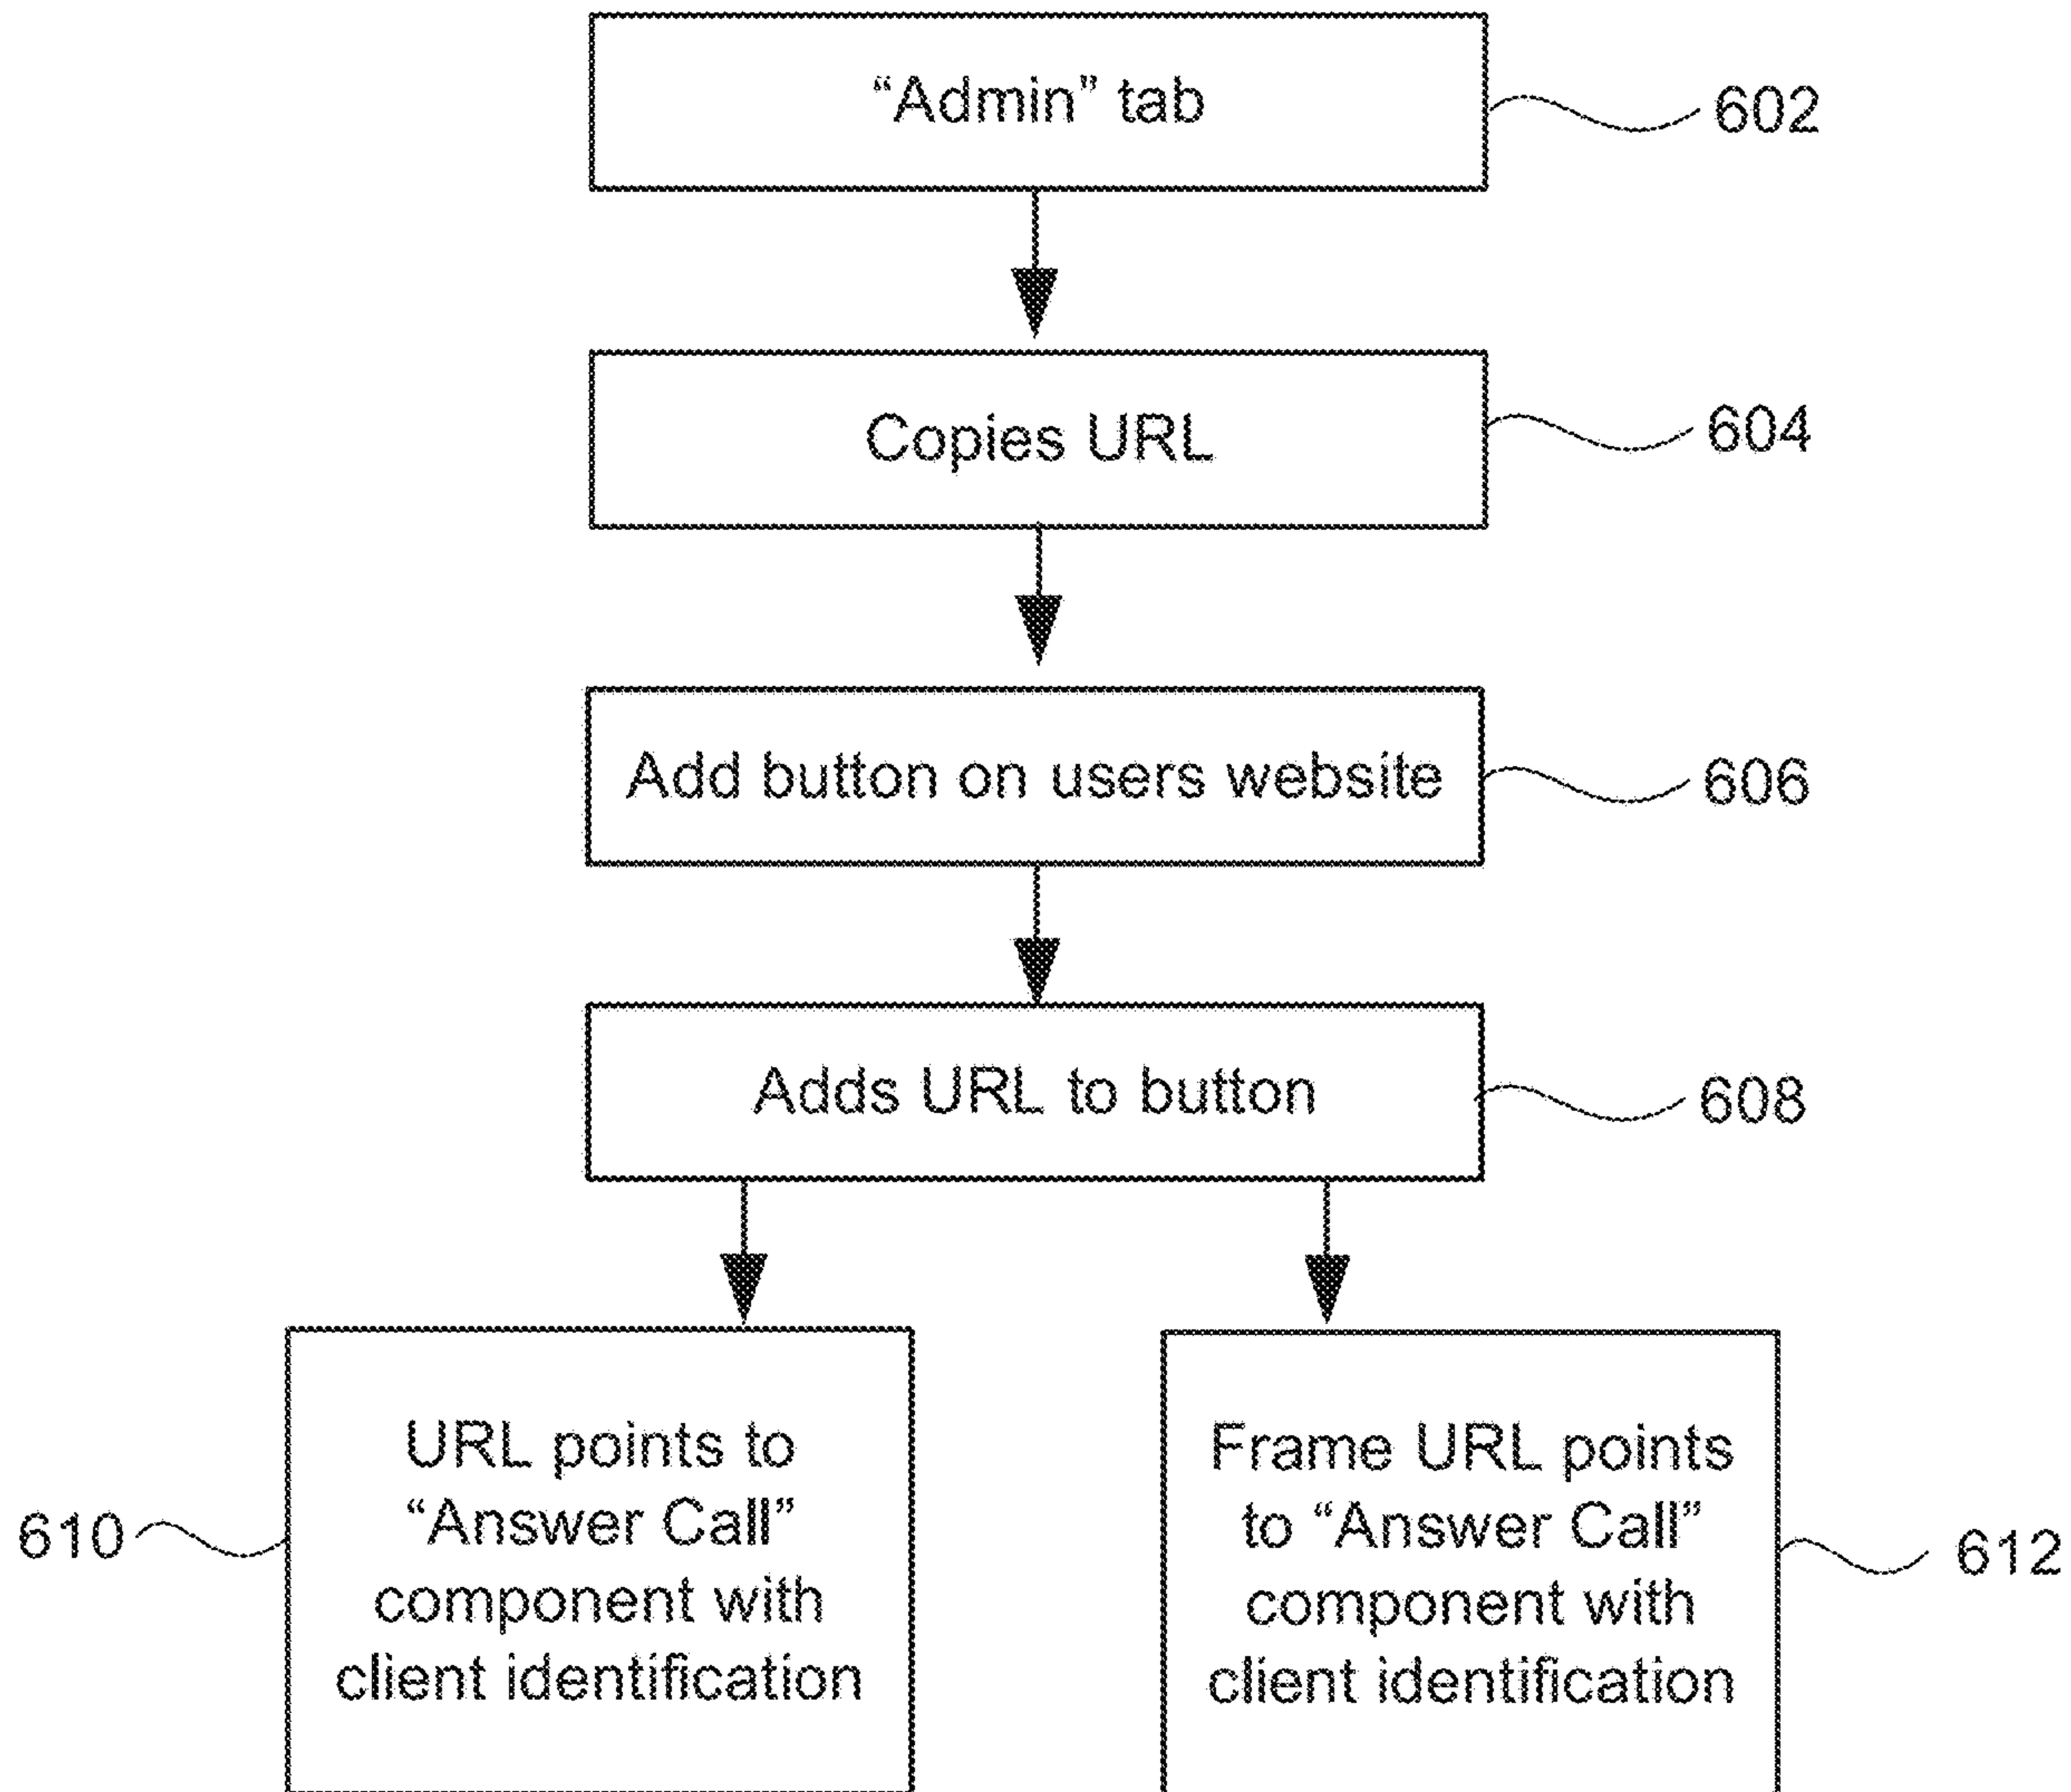 “Admin” tab
602
Copies URL
604
Add button on users website
606
Adds URL to button
608
URL points to
“Answer Call”
component with
client identification
610
Frame URL points
to “Answer Call”
component with
client identification
612